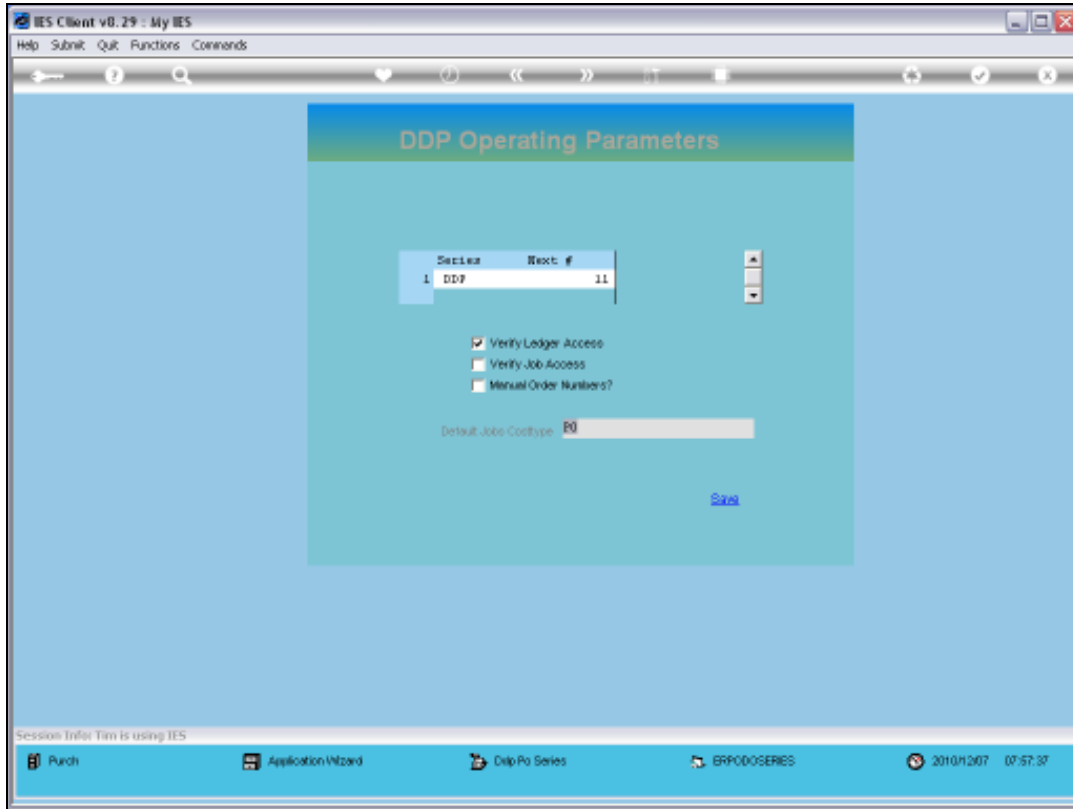 IES Client v8.29 : My IES
Help Submit Quit Functions Commands
DDP Operating Parameters
Series Next #
1 DDP 11
Verify Ledger Access
Verify Job Access
Manual Order Numbers?
Default Jobs Costtype PO
Save
Session Info: Tim is using IES
Purch Application Wizard Ddp Po Series ERPODOSERIES 2010/12/07 07:57:37